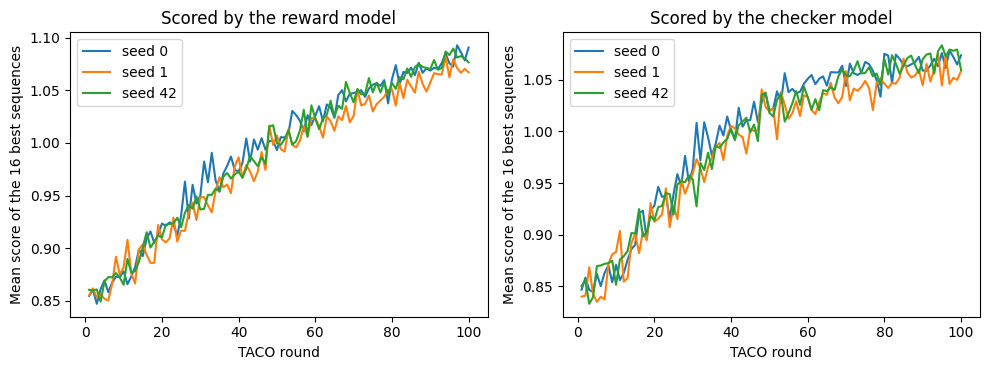 Scored by the reward model
Mean score of the 16 best sequences
1.10
1.05
1.00
0.95
0.90
0.85
seed 0
seed 1
seed 42
0
20
40
60
80
100
TACO round
Scored by the checker model
Mean score of the 16 best sequences
1.05
1.00
0.95
0.90
0.85
seed 0
seed 1
seed 42
0
20
40
60
80
100
TACO round